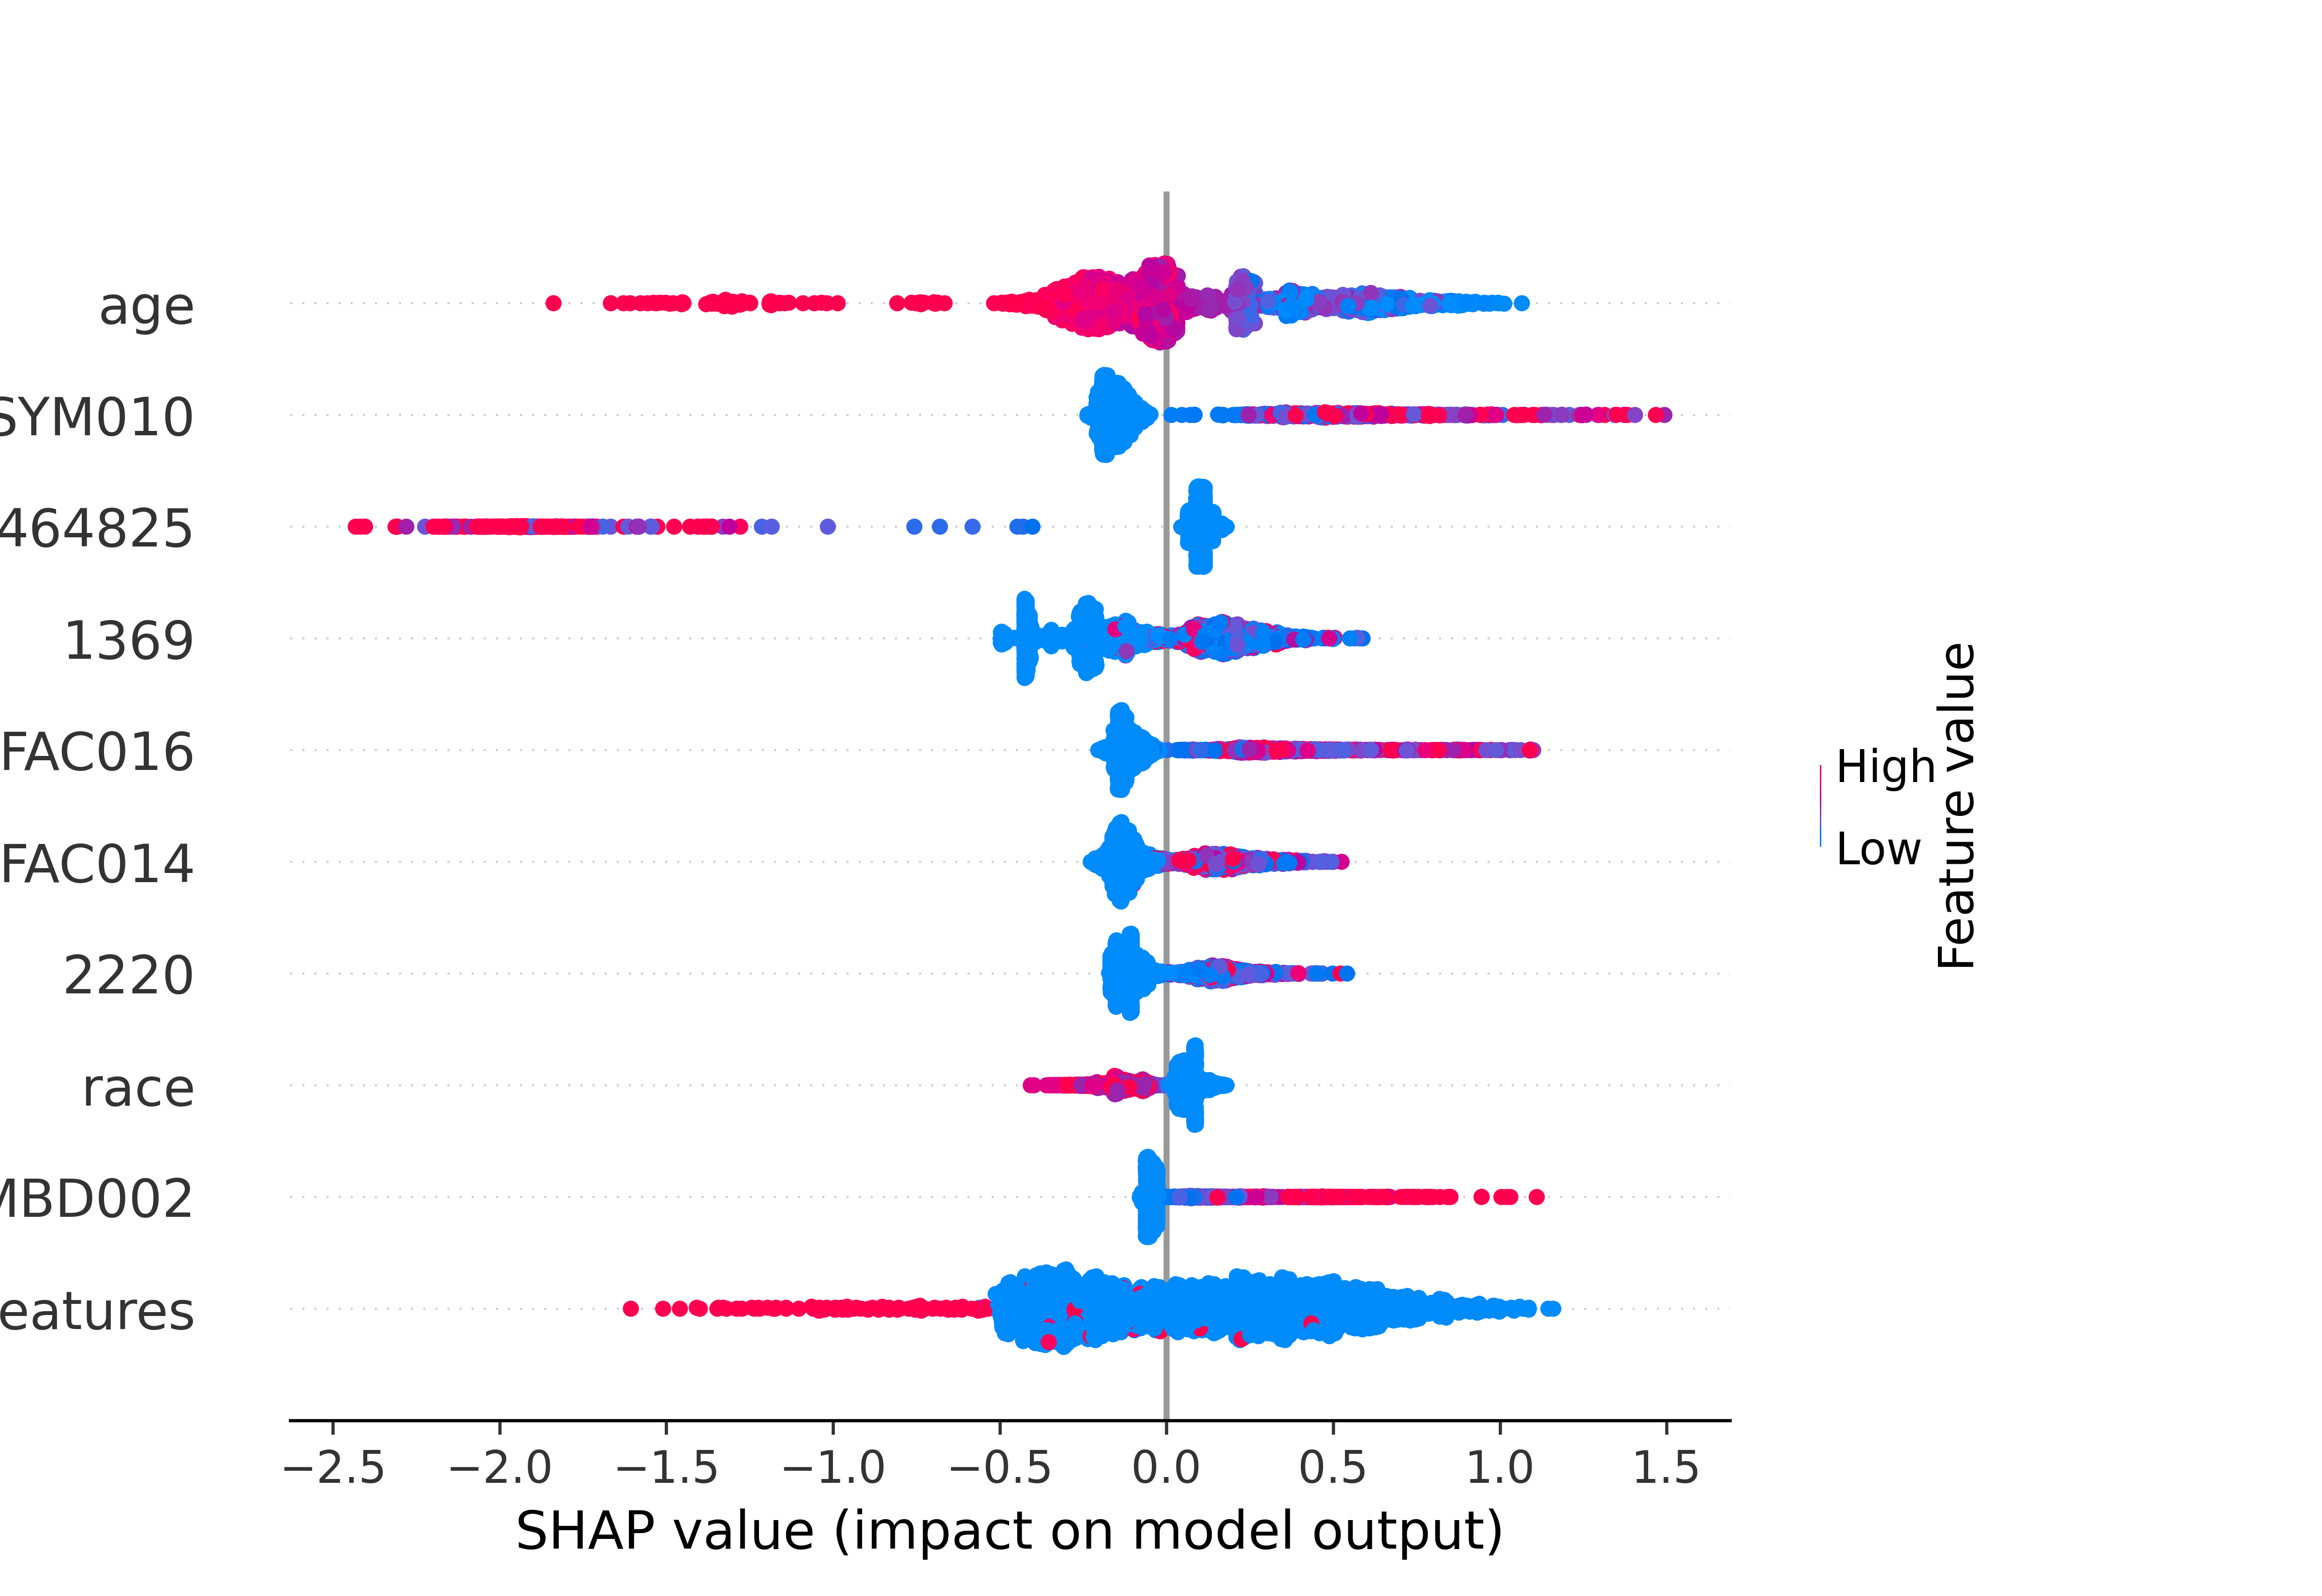 age
SYM010
464825
1369
FAC016
FAC014
2220
race
MBD002
eatures
High
Low
Feature value
−2.5 −2.0 −1.5 −1.0 −0.5 0.0 0.5 1.0 1.5
SHAP value (impact on model output)